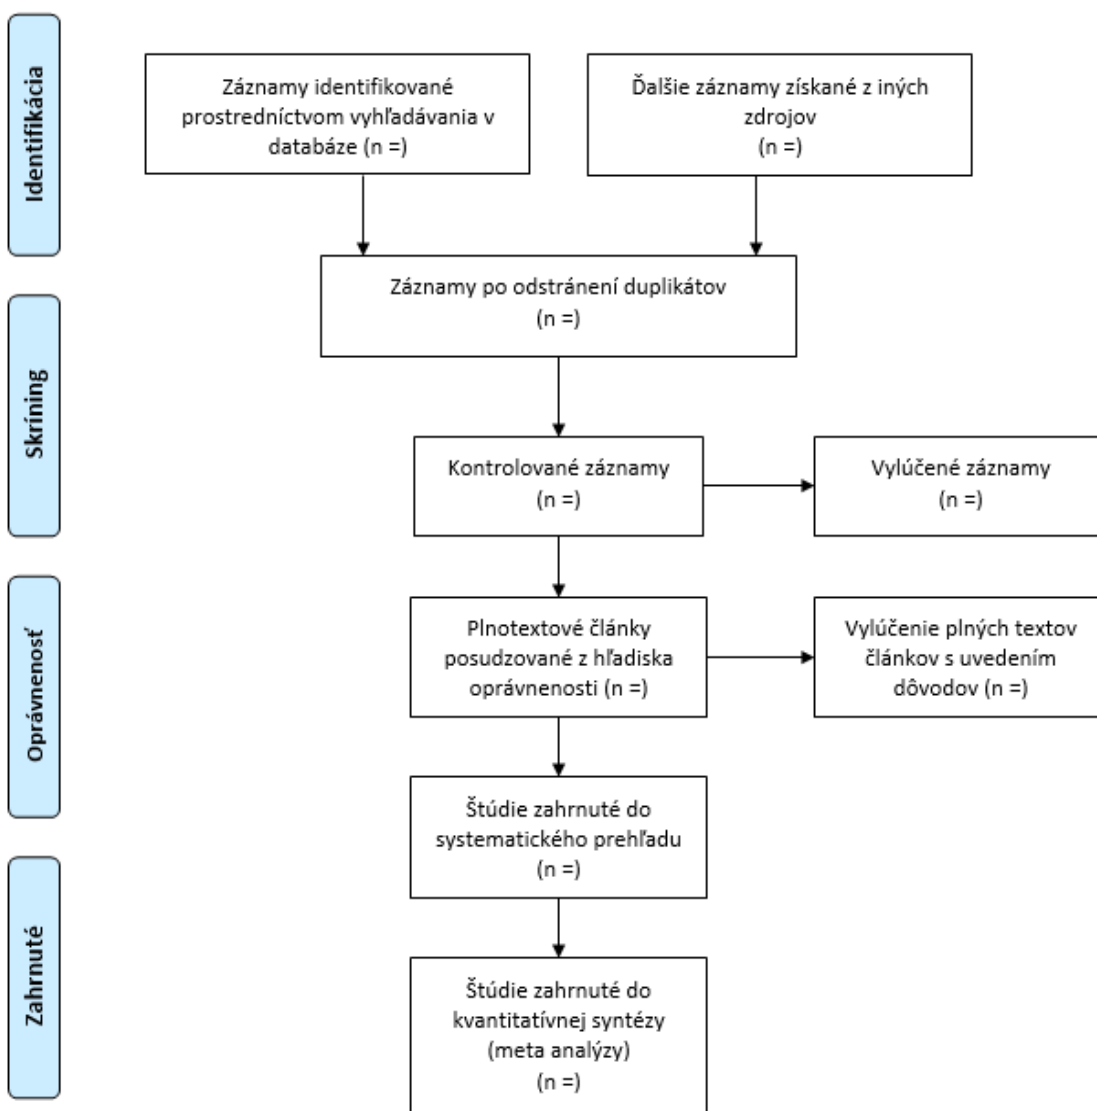 Identifikácia
Záznamy identifikované
prostredníctvom vyhľadávania v
databáze (n =)
Ďalšie záznamy získané z iných
zdrojov
(n =)
Záznamy po odstránení duplikátov
(n =)
Skríning
Kontrolované záznamy
(n =)
Vylúčené záznamy
(n =)
Oprávnenosť
Plnotextové články
posudzované z hľadiska
oprávnenosti (n =)
Vylúčenie plných textov
článkov s uvedením
dôvodov (n =)
Štúdie zahrnuté do
systematického prehľadu
(n =)
Zahrnuté
Štúdie zahrnuté do
kvantitatívnej syntézy
(meta analýzy)
(n =)